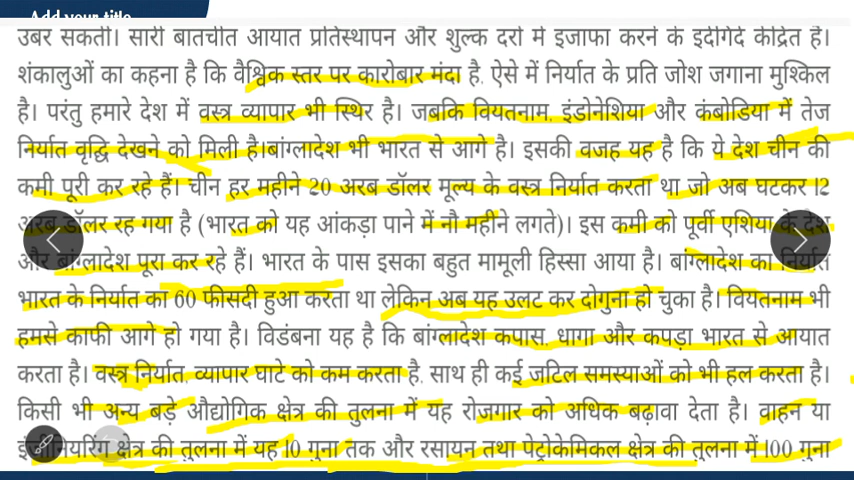 Add your title
उबर सकती। सारी बातचीत आयात प्रतिस्थापन और शुल्क दरों में इजाफा करने के इर्दगिर्द केंद्रित है।
शंकालुओं का कहना है कि वैश्विक स्तर पर कारोबार मंदा है, ऐसे में निर्यात के प्रति जोश जगाना मुश्किल
है। परंतु हमारे देश में वस्त्र व्यापार भी स्थिर है। जबकि वियतनाम, इंडोनेशिया और कंबोडिया में तेज
निर्यात वृद्धि देखने को मिली है।बांग्लादेश भी भारत से आगे है। इसकी वजह यह है कि ये देश चीन की
कमी पूरी कर रहे हैं। चीन हर महीने 20 अरब डॉलर मूल्य के वस्त्र निर्यात करता था जो अब घटकर 12
अरब डॉलर रह गया है (भारत को यह आंकड़ा पाने में नौ महीने लगते)। इस कमी को पूर्वी एशिया के देश
और बांग्लादेश पूरा कर रहे हैं। भारत के पास इसका बहुत मामूली हिस्सा आया है। बांग्लादेश का निर्यात
भारत के निर्यात का 60 फीसदी हुआ करता था लेकिन अब यह उलट कर दोगुना हो चुका है। वियतनाम भी
हमसे काफी आगे हो गया है। विडंबना यह है कि बांग्लादेश कपास, धागा और कपड़ा भारत से आयात
करता है। वस्त्र निर्यात, व्यापार घाटे को कम करता है, साथ ही कई जटिल समस्याओं को भी हल करता है।
किसी भी अन्य बड़े औद्योगिक क्षेत्र की तुलना में यह रोजगार को अधिक बढ़ावा देता है। वाहन या
इंजीनियरिंग क्षेत्र की तुलना में यह 10 गुना तक और रसायन तथा पेट्रोकेमिकल क्षेत्र की तुलना में 100 गुना